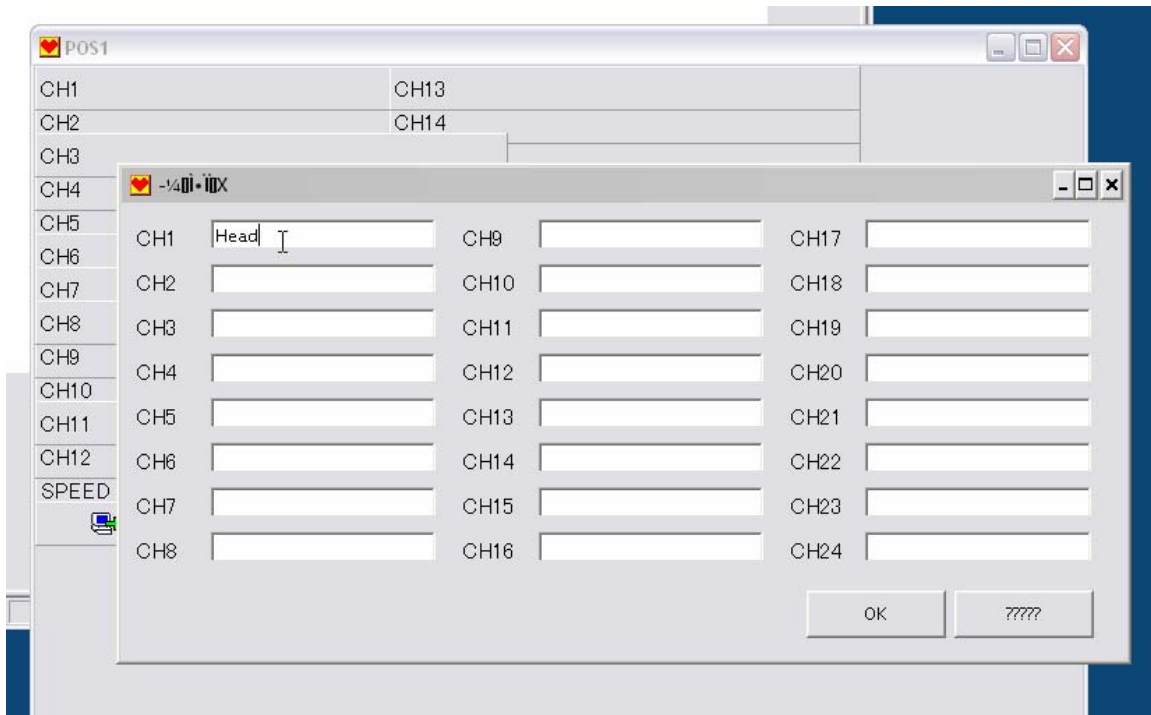 POS1
CH1 CH13
CH2 CH14
CH3
CH4
CH5
CH6
CH7
CH8
CH9
CH10
CH11
CH12
SPEED
CH1 Head CH9 CH17
CH2 CH10 CH18
CH3 CH11 CH19
CH4 CH12 CH20
CH5 CH13 CH21
CH6 CH14 CH22
CH7 CH15 CH23
CH8 CH16 CH24
OK ?????